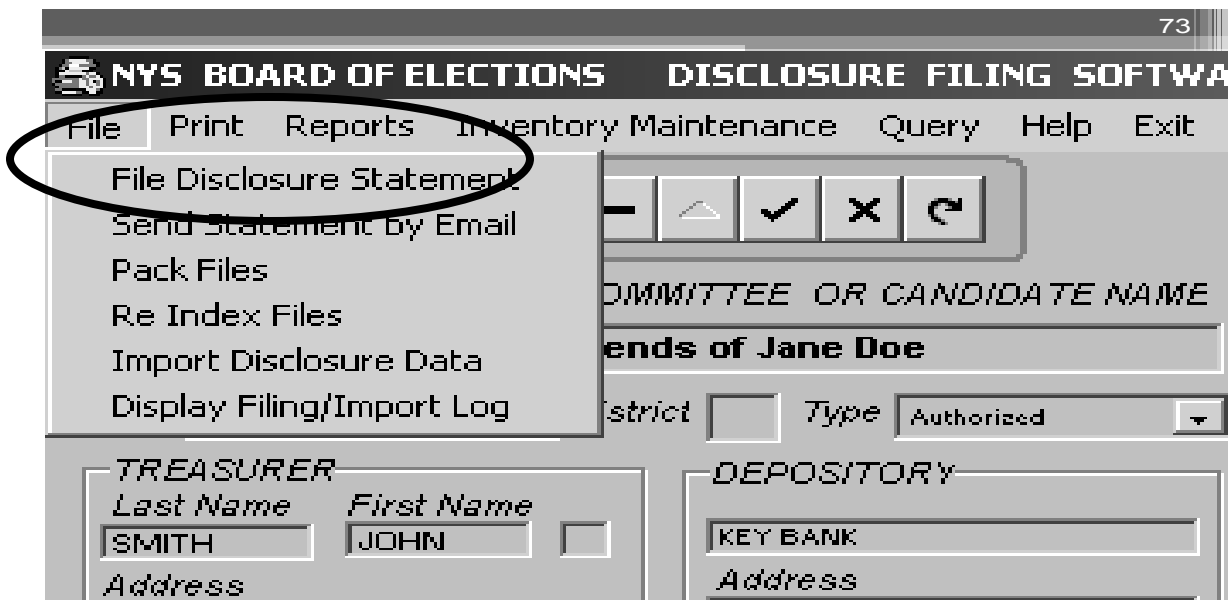 73
NYS BOARD OF ELECTIONS DISCLOSURE FILING SOFTWA
File Print Reports Inventory Maintenance Query Help Exit
File Disclosure Statement
Send Statement by Email
Pack Files
Re Index Files
Import Disclosure Data
Display Filing/Import Log
OMMITTEE OR CANDIDATE NAME
ends of Jane Doe
strict Type Authorized
TREASURER
Last Name First Name
SMITH JOHN
Address
DEPOSITORY
KEY BANK
Address